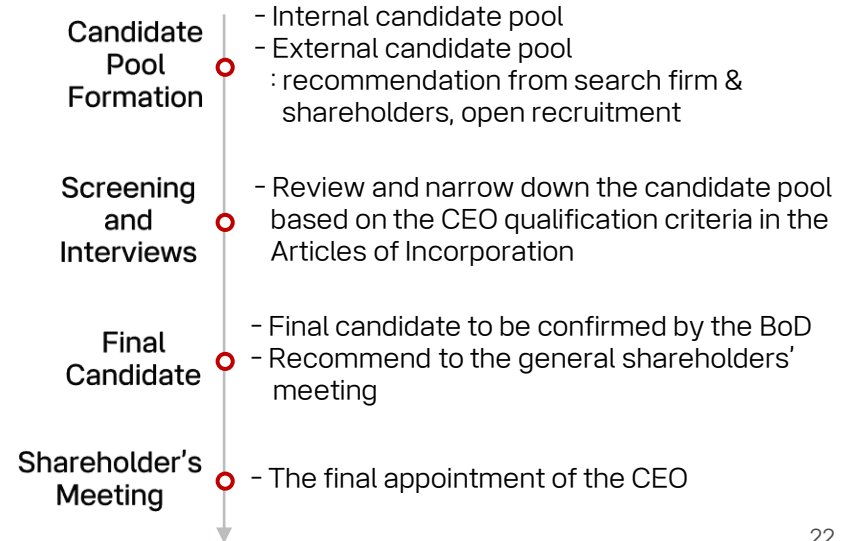 Candidate
Pool
Formation
- Internal candidate pool
- External candidate pool
: recommendation from search firm &
shareholders, open recruitment
Screening
and
Interviews
- Review and narrow down the candidate pool
based on the CEO qualification criteria in the
Articles of Incorporation
Final
Candidate
- Final candidate to be confirmed by the BoD
- Recommend to the general shareholders'
meeting
Shareholder's
Meeting
- The final appointment of the CEO
22